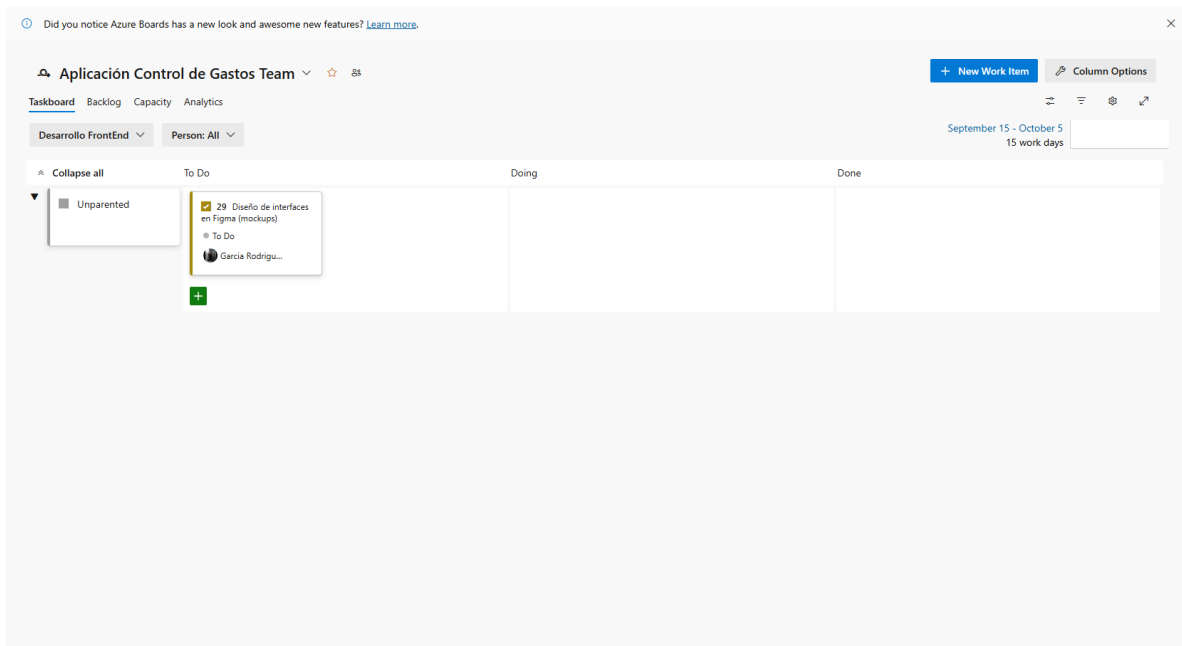 Did you notice Azure Boards has a new look and awesome new features? Learn more.
Aplicación Control de Gastos Team
New Work Item
Column Options
Taskboard Backlog Capacity Analytics
Desarrollo FrontEnd
Person: All
September 15 - October 5
15 work days
Collapse all
To Do
Doing
Done
Unparented
29 Diseño de interfaces
en Figma (mockups)
To Do
Garcia Rodrigu...